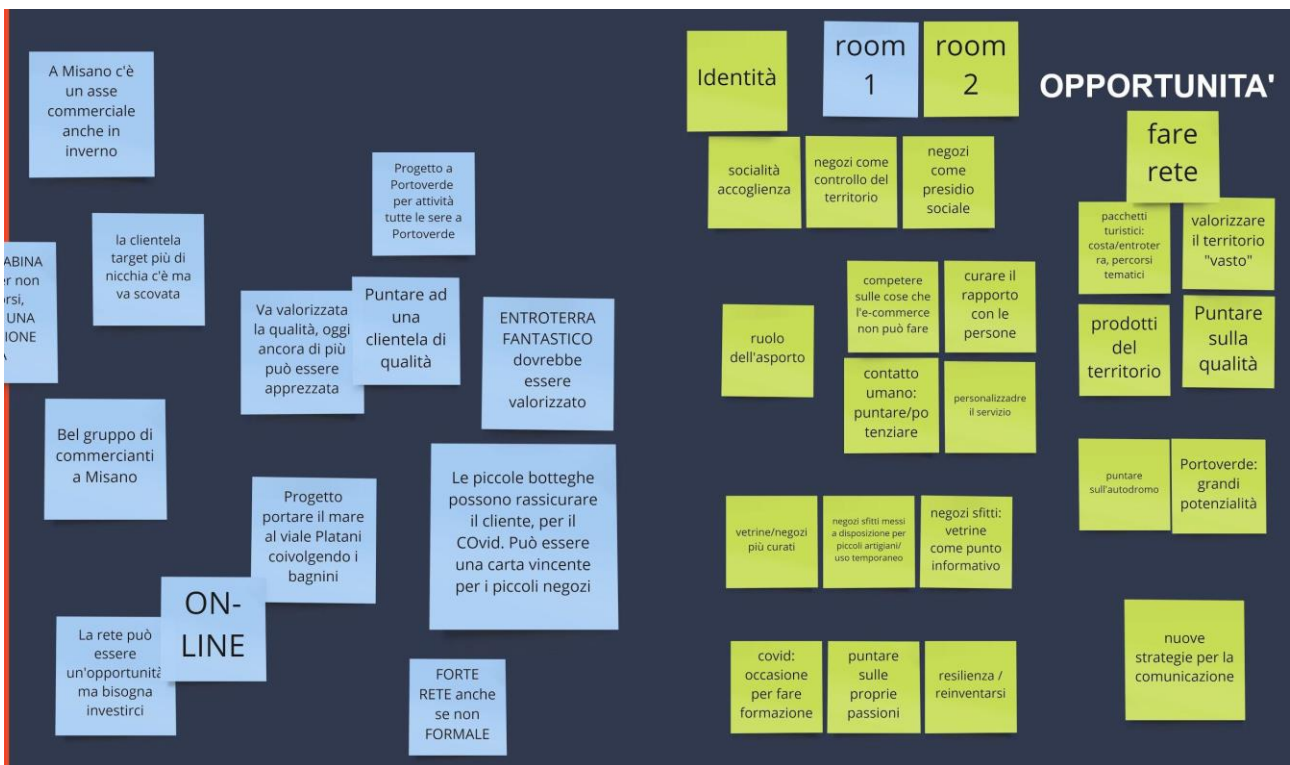 A Misano c'è
un asse
commerciale
anche in
inverno
la clientela
target più di
nicchia c'è ma
va scovata
Progetto a
Portoverde
per attività
tutte le sere a
Portoverde
UNA
Va valorizzata
la qualità, oggi
ancora di più
può essere
apprezzata
Puntare ad
una
clientela di
qualità
ENTROTERRA
FANTASTICO
dovrebbe
essere
valorizzato
Bel gruppo di
commercianti
a Misano
Progetto
portare il mare
al viale Platani
coivolgendo i
bagnini
Le piccole botteghe
possono rassicurare
il cliente, per il
COvid. Può essere
una carta vincente
per i piccoli negozi
ON-
LINE
La rete può
essere
un'opportunità
ma bisogna
investirci
FORTE
RETE anche
se non
FORMALE
Identità
room
1
room
2
OPPORTUNITA'
socialità
accoglienza
negozi come
controllo del
territorio
negozi
come
presidio
sociale
fare
rete
pacchetti
turistici:
costa/entroter
ra, percorsi
tematici
valorizzare
il territorio
"vasto"
prodotti
del
territorio
Puntare
sulla
qualità
ruolo
dell'asporto
competere
sulle cose che
l'e-commerce
non può fare
curare il
rapporto
con le
persone
contatto
umano:
puntare/po
tenziare
personalizzadre
il servizio
puntare
sull'autodromo
Portoverde:
grandi
potenzialità
vetrine/negozi
più curati
negozi sfitti messi
a disposizione per
piccoli artigiani/
uso temporaneo
negozi sfitti:
vetrine
come punto
informativo
covid:
occasione
per fare
formazione
puntare
sulle
proprie
passioni
resilienza /
reinventarsi
nuove
strategie per la
comunicazione